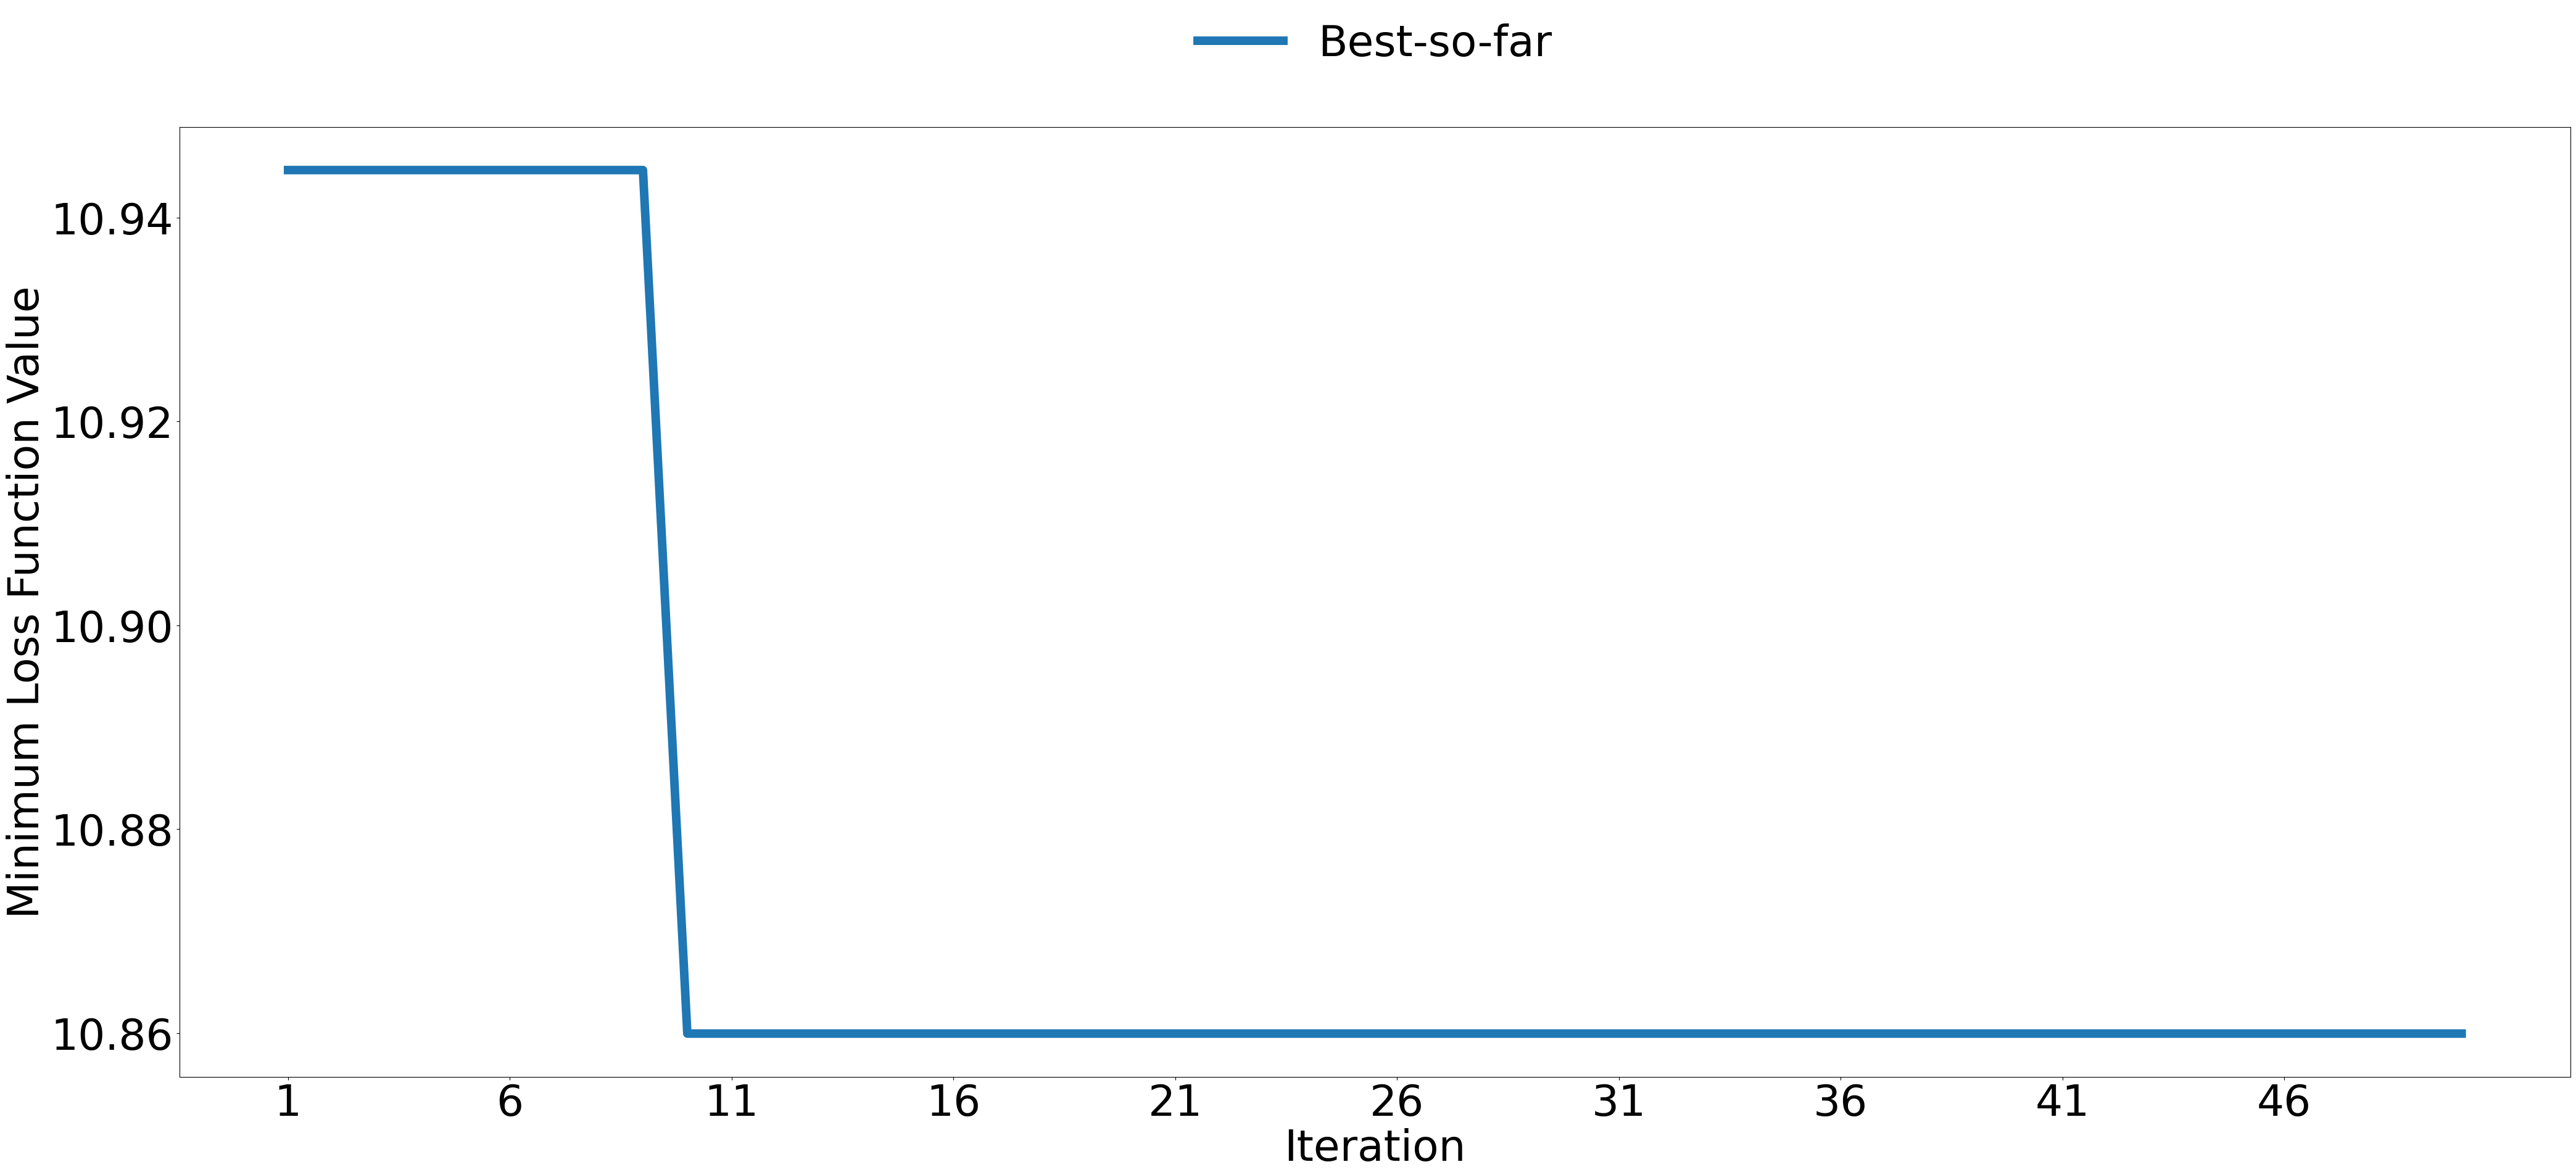 Best-so-far
Minimum Loss Function Value
10.94
10.92
10.90
10.88
10.86
1 6 11 16 21 26 31 36 41 46
Iteration